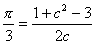 π/3 = (1 + c² − 3)/(2c)